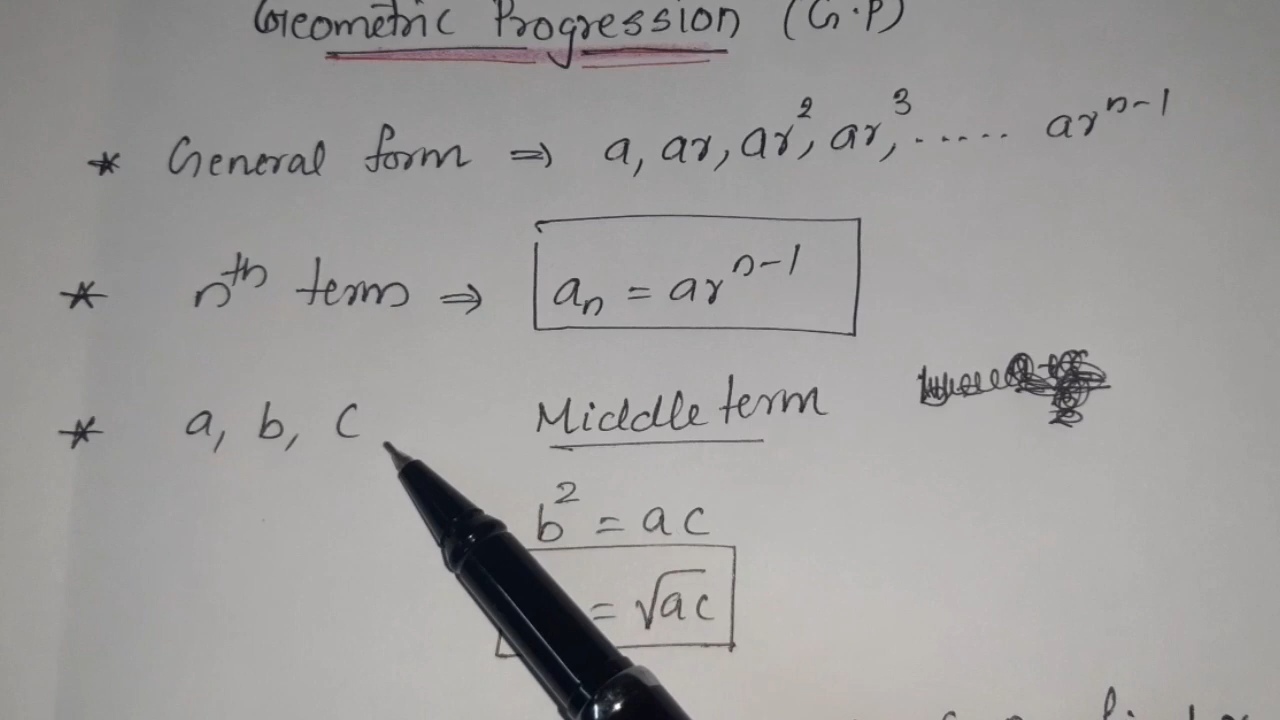 Geometric Progression (G.P)
* General form ⇒ a, ar, ar², ar³, ..... arⁿ⁻¹
* nᵗʰ term ⇒ aₙ = arⁿ⁻¹
* a, b, c Middle term
b² = ac
= √ac